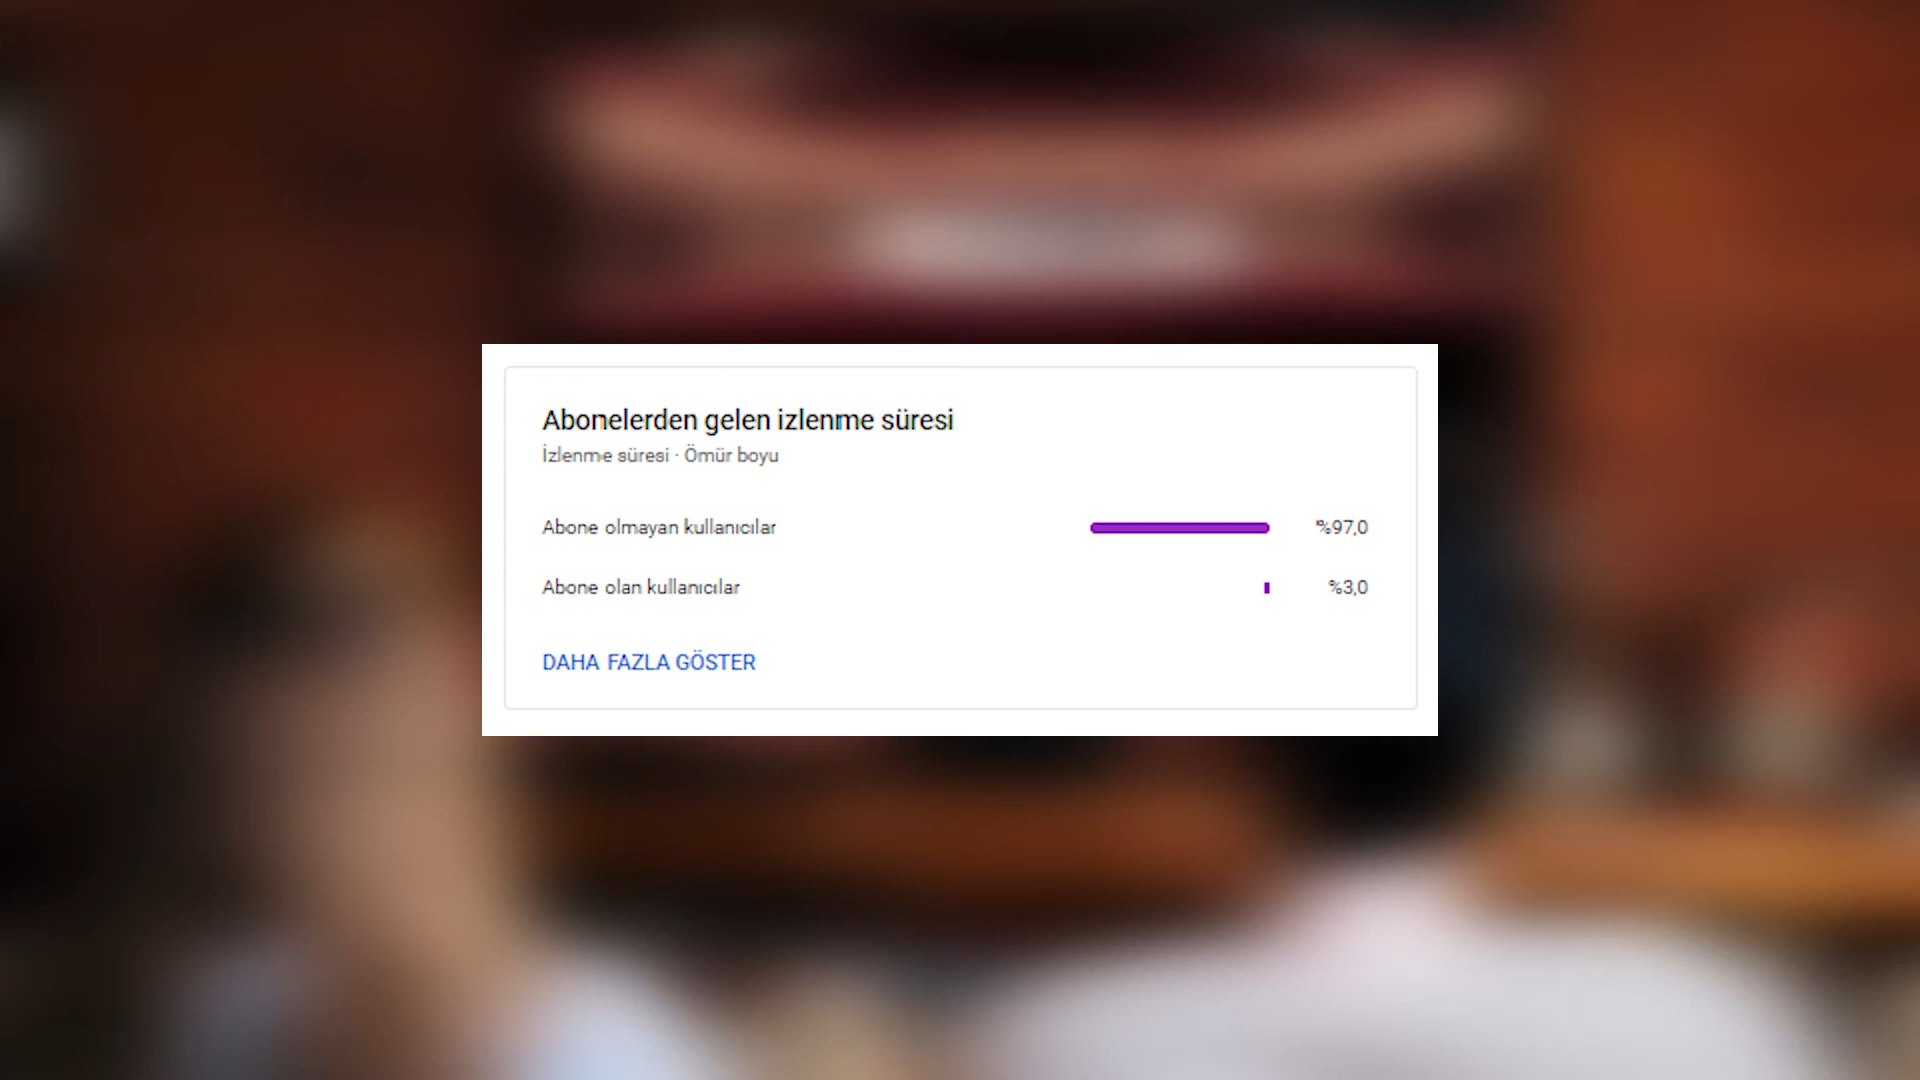 Abonelerden gelen izlenme süresi
İzlenme süresi · Ömür boyu
Abone olmayan kullanıcılar %97,0
Abone olan kullanıcılar %3,0
DAHA FAZLA GÖSTER